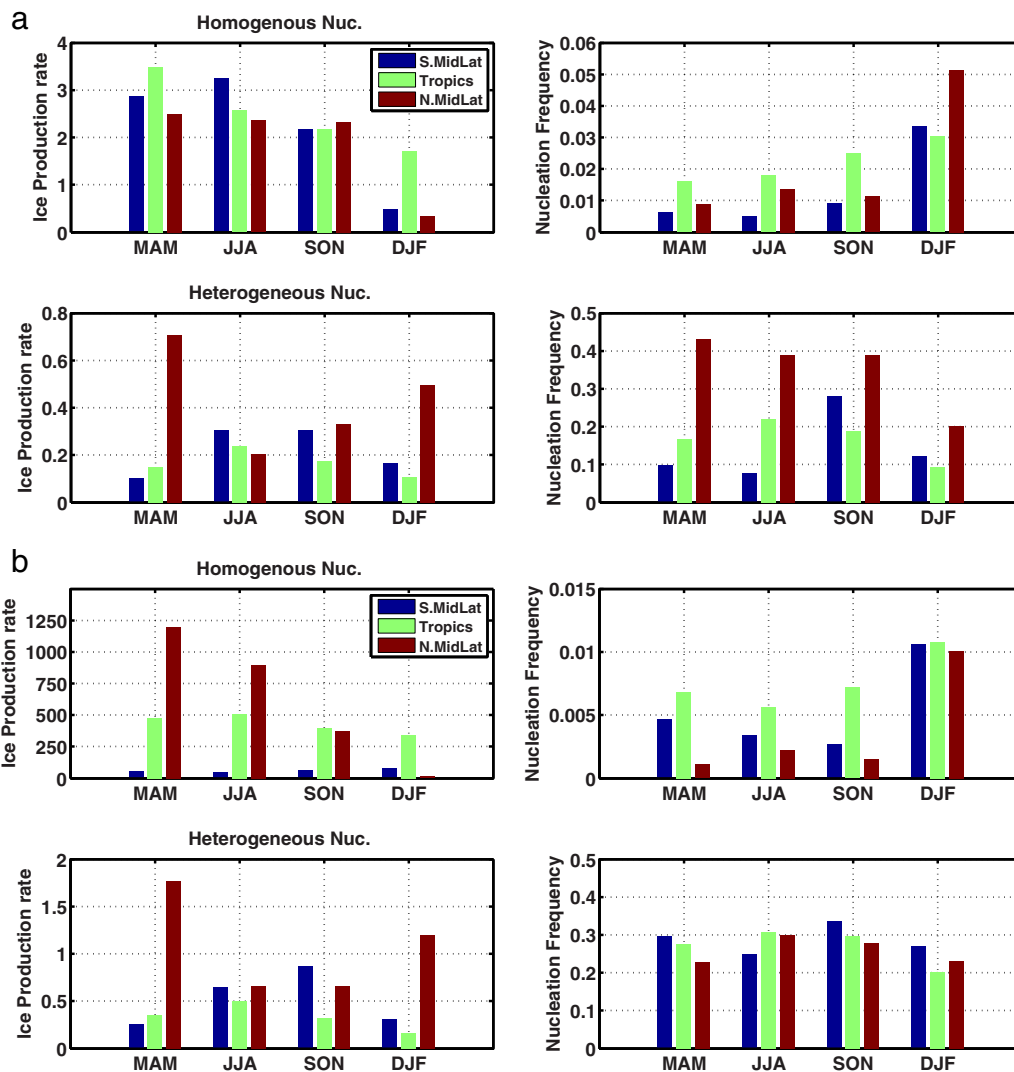 a
Homogenous Nuc.
Ice Production rate
4
3
2
1
0
S.MidLat
Tropics
N.MidLat
MAM JJA SON DJF
Nucleation Frequency
0.06
0.05
0.04
0.03
0.02
0.01
0
MAM JJA SON DJF
Heterogeneous Nuc.
Ice Production rate
0.8
0.6
0.4
0.2
0
MAM JJA SON DJF
Nucleation Frequency
0.5
0.4
0.3
0.2
0.1
0
MAM JJA SON DJF
b
Homogenous Nuc.
Ice Production rate
1250
1000
750
500
250
0
S.MidLat
Tropics
N.MidLat
MAM JJA SON DJF
Nucleation Frequency
0.015
0.01
0.005
0
MAM JJA SON DJF
Heterogeneous Nuc.
Ice Production rate
2
1.5
1
0.5
0
MAM JJA SON DJF
Nucleation Frequency
0.5
0.4
0.3
0.2
0.1
0
MAM JJA SON DJF